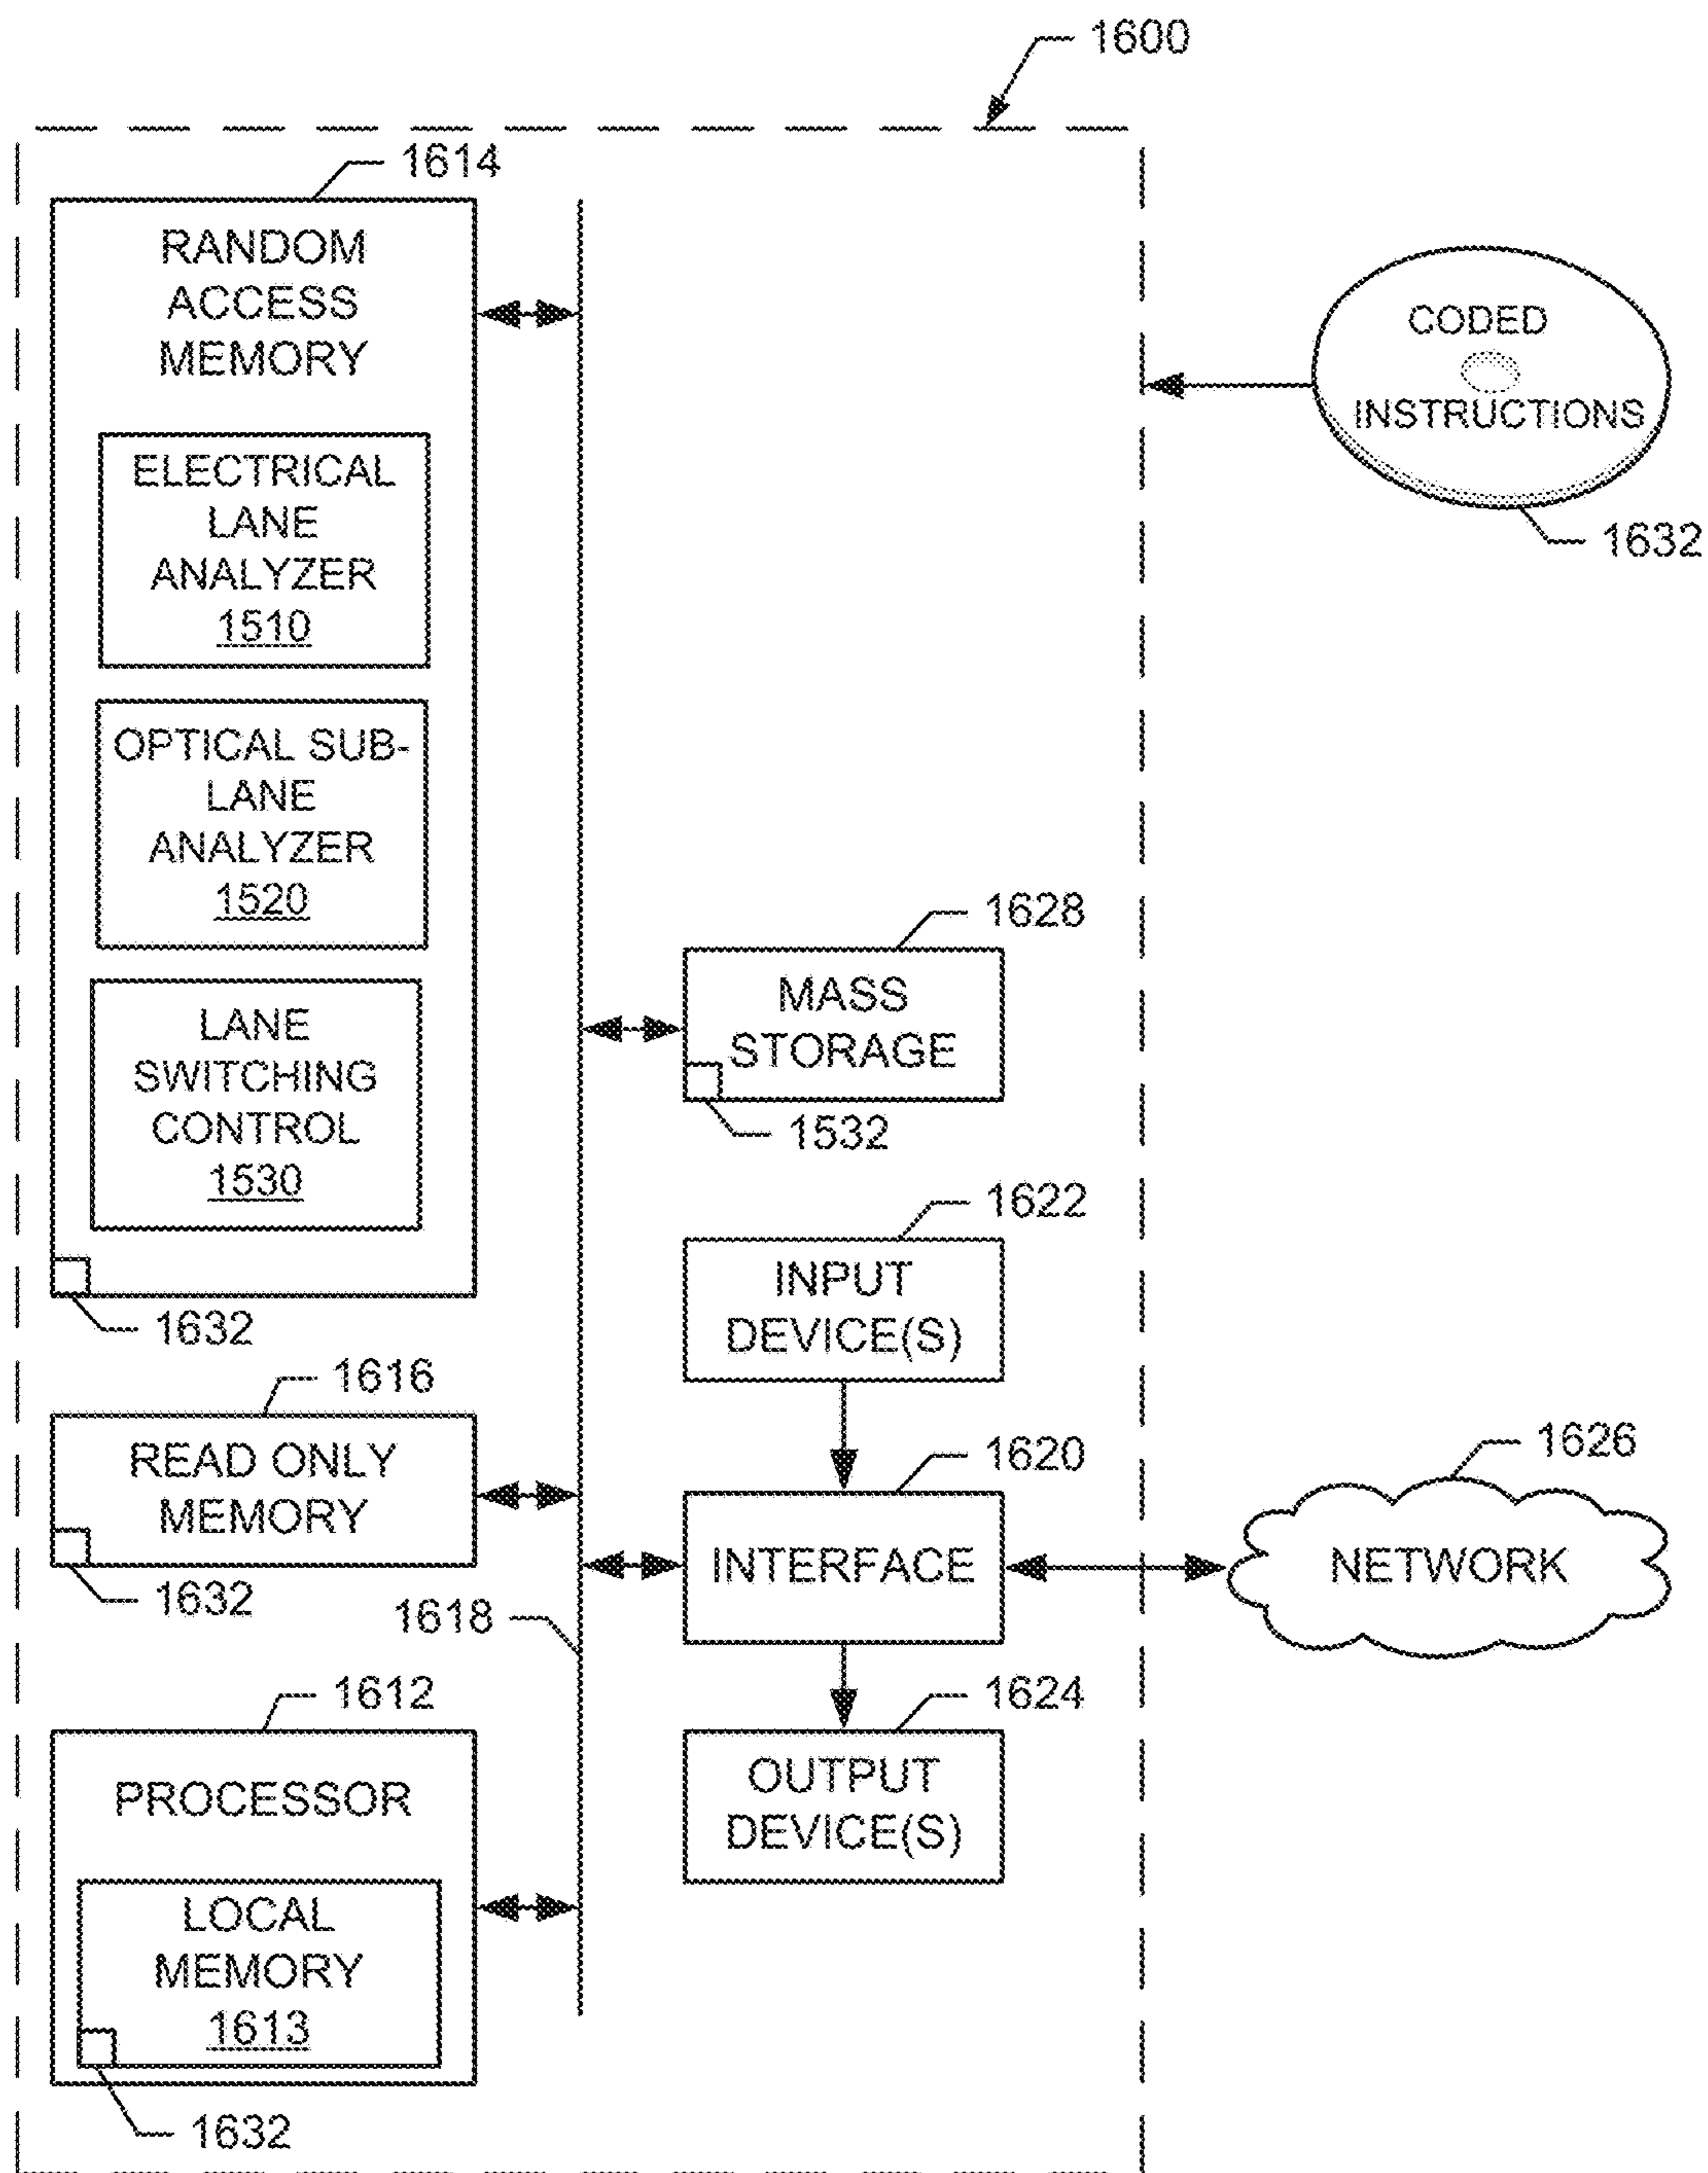 1600
1614
RANDOM
ACCESS
MEMORY
ELECTRICAL
LANE
ANALYZER
1510
OPTICAL SUB-
LANE
ANALYZER
1520
LANE
SWITCHING
CONTROL
1530
1632
1616
READ ONLY
MEMORY
1632
1618
1612
PROCESSOR
LOCAL
MEMORY
1613
1632
1628
MASS
STORAGE
1532
1622
INPUT
DEVICE(S)
1620
INTERFACE
1624
OUTPUT
DEVICE(S)
CODED
INSTRUCTIONS
1632
1626
NETWORK